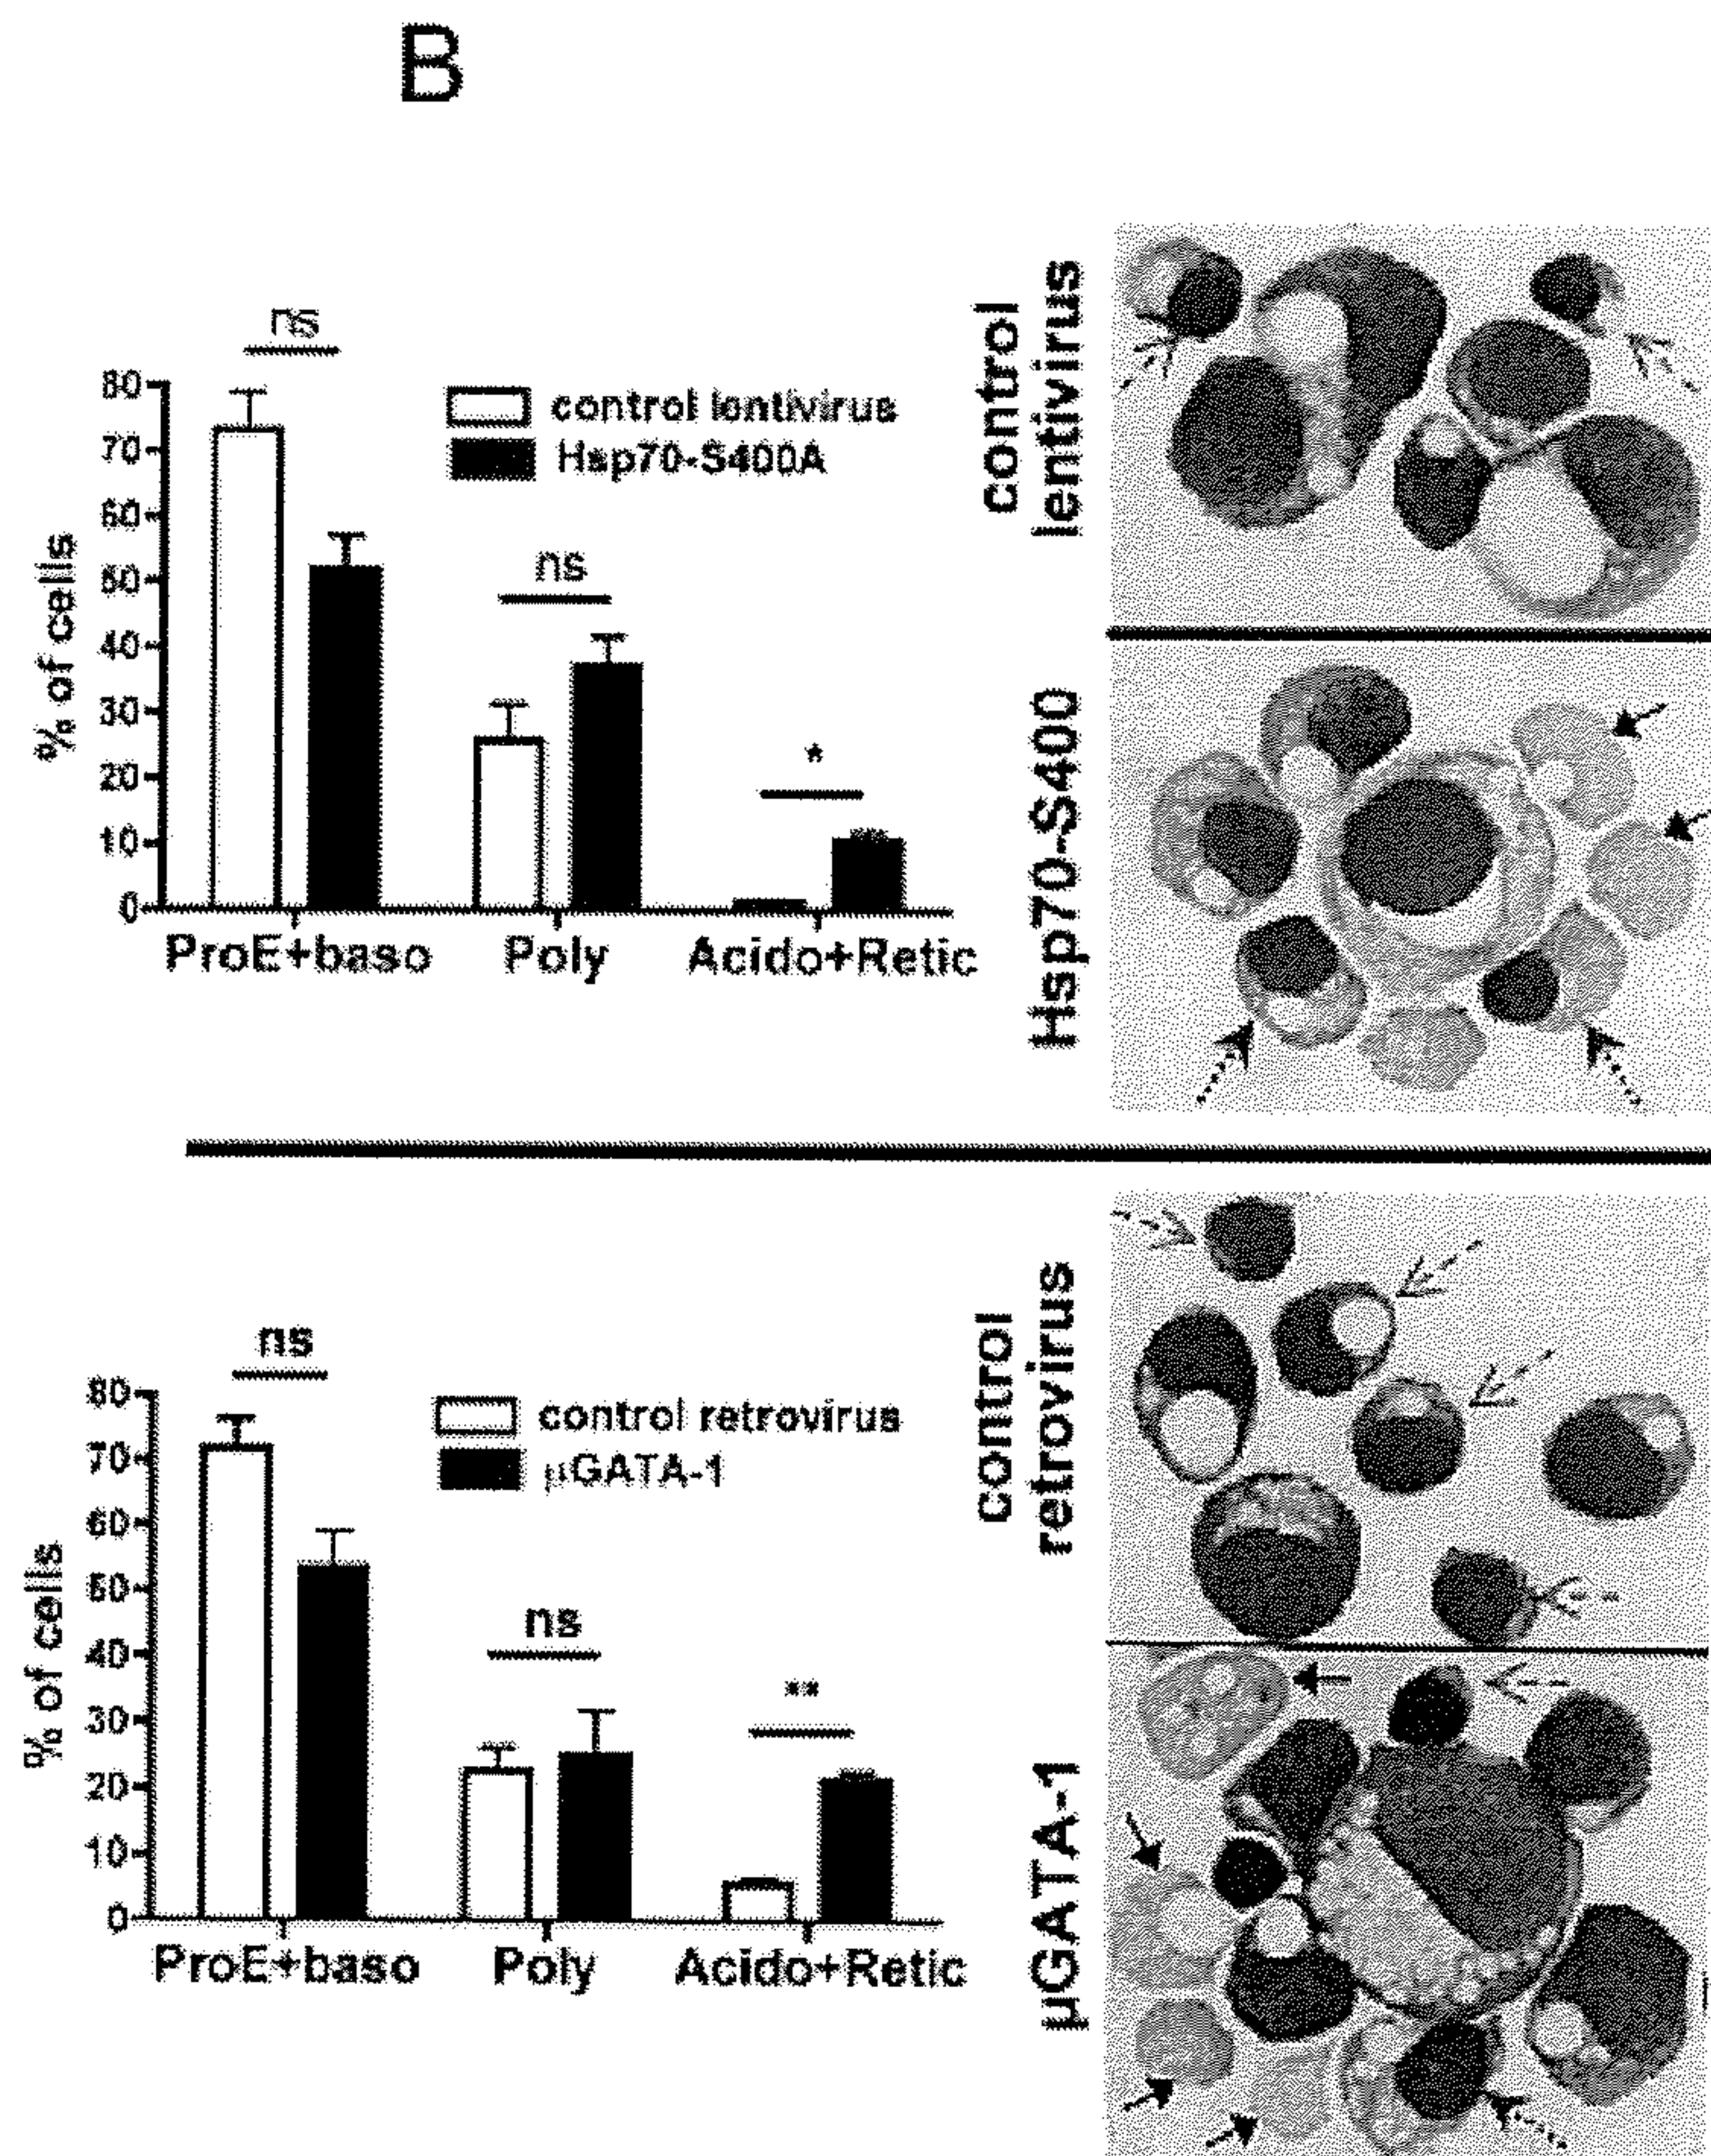 B
ns
80
70
60
50
40
30
20
10
0
% of cells
control lentivirus
Hsp70-S400A
ns
*
ProE+baso
Poly
Acido+Retic
control
lentivirus
Hsp70-S400
ns
80
70
60
50
40
30
20
10
0
% of cells
control retrovirus
µGATA-1
ns
**
ProE+baso
Poly
Acido+Retic
control
retrovirus
µGATA-1